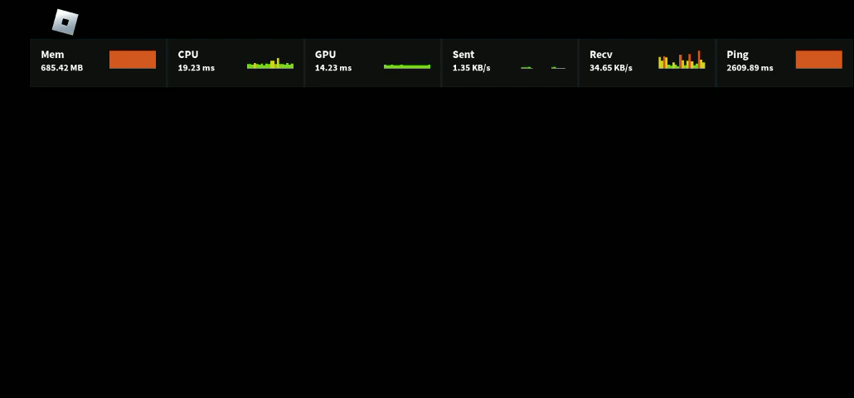 Mem CPU GPU Sent Recv Ping
685.42 MB 19.23 ms 14.23 ms 1.35 KB/s 34.65 KB/s 2609.89 ms